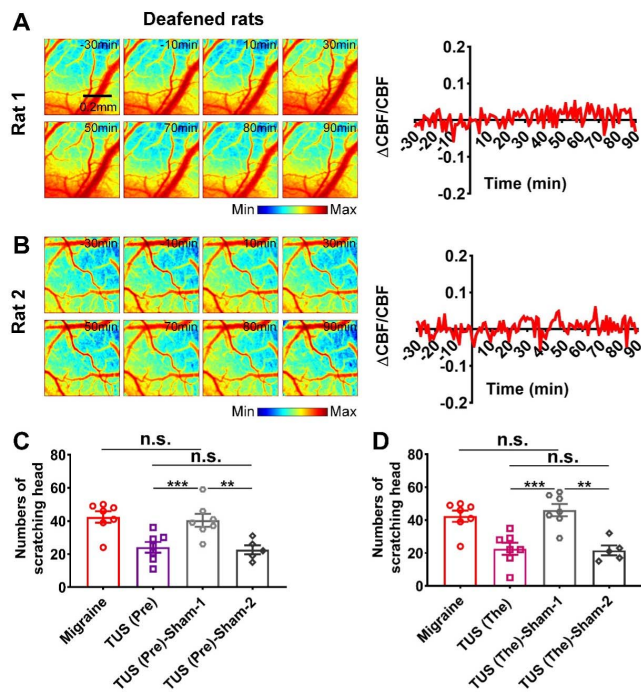 A
Deafened rats
Rat 1
-30min
-10min
10min
30min
0.2mm
50min
70min
80min
90min
Min
Max
ΔCBF/CBF
0.2
0.1
0.0
-0.1
-0.2
-30
-20
-10
10
20
30
40
50
60
70
80
90
Time (min)
B
Rat 2
-30min
-10min
10min
30min
50min
70min
80min
90min
Min
Max
ΔCBF/CBF
0.2
0.1
0.0
-0.1
-0.2
-30
-20
-10
10
20
30
40
50
60
70
80
90
Time (min)
C
n.s.
n.s.
*** **
Numbers of
scratching head
80
60
40
20
0
Migraine
TUS (Pre)
TUS (Pre)-Sham-1
TUS (Pre)-Sham-2
D
n.s.
n.s.
*** **
Numbers of
scratching head
80
60
40
20
0
Migraine
TUS (The)
TUS (The)-Sham-1
TUS (The)-Sham-2